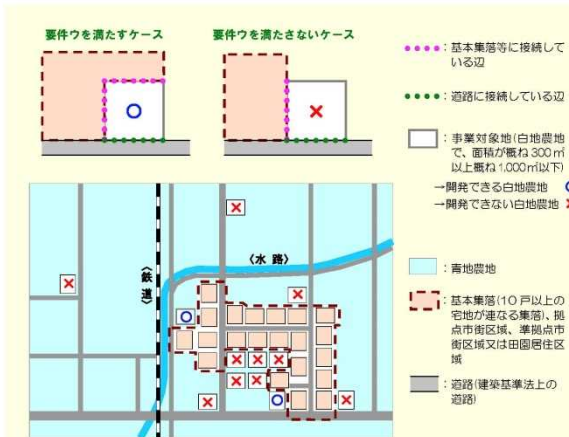 要件ウを満たすケース
要件ウを満たさないケース
:基本集落等に接続して
いる辺
:道路に接続している辺
:事業対象地(白地農地
で、面積が概ね300㎡
以上概ね1,000㎡以下)
→開発できる白地農地
→開発できない白地農地
〈鉄道〉
〈水路〉
:青地農地
:基本集落(10戸以上の
宅地が連なる集落)、拠
点市街区域、準拠点市
街区域又は田園居住区
域
:道路(建築基準法上の
道路)